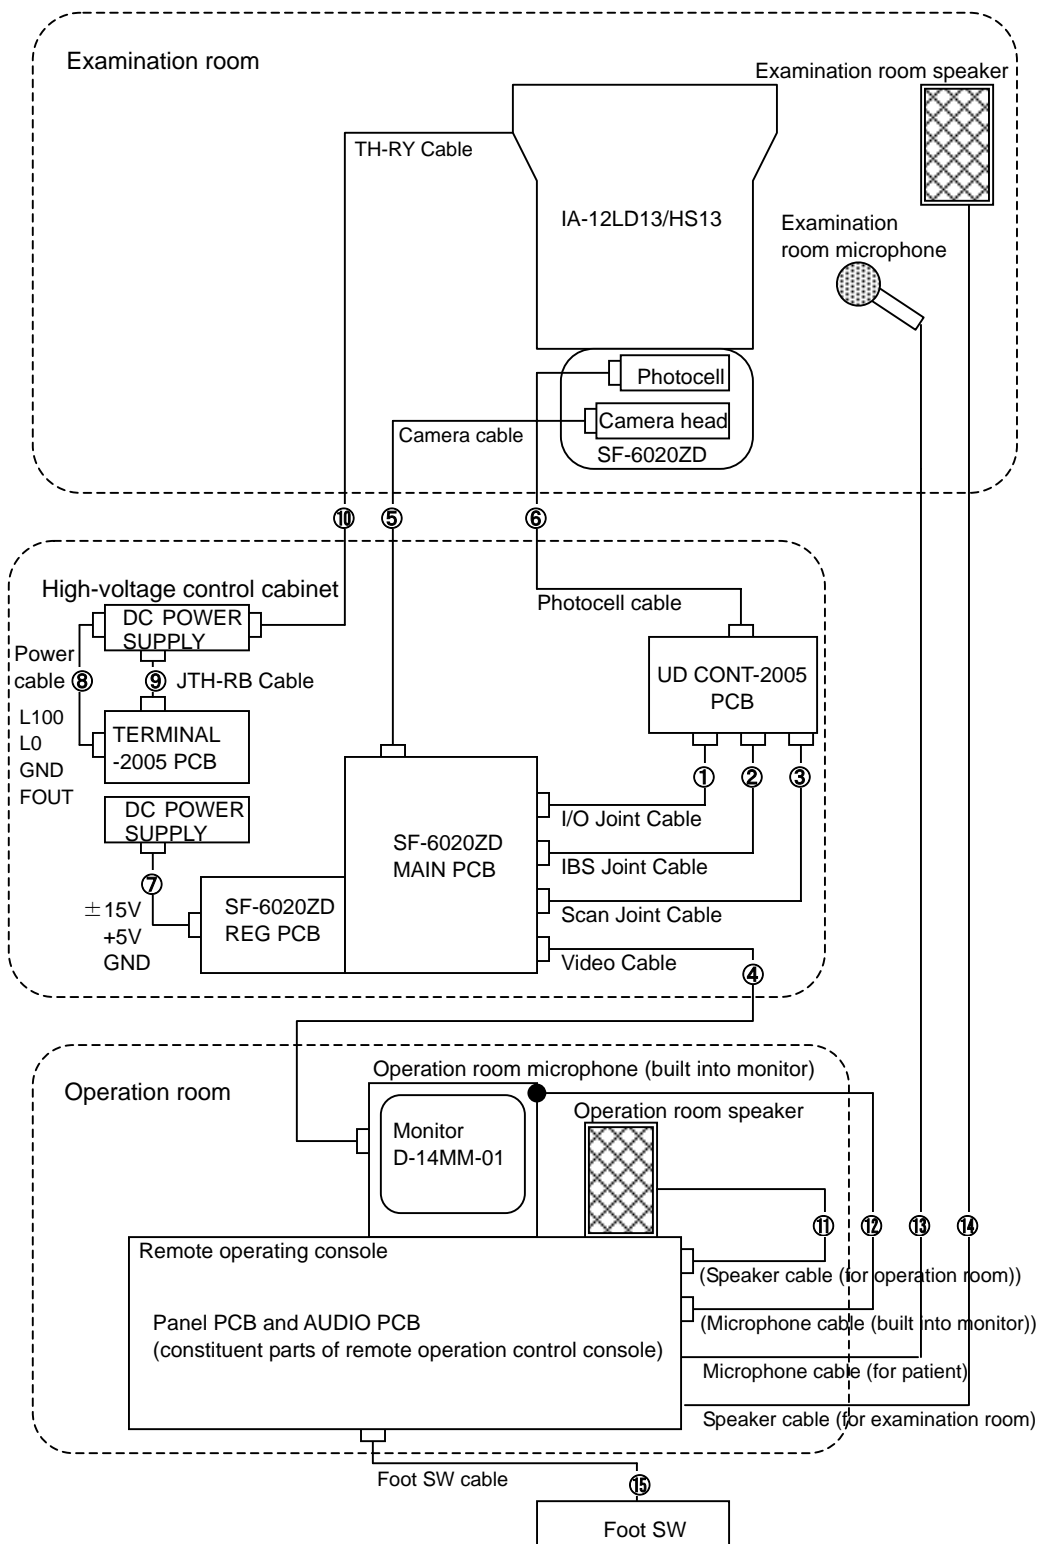 Examination room
Examination room speaker
TH-RY Cable
IA-12LD13/HS13
Examination
room microphone
Photocell
Camera head
Camera cable
SF-6020ZD
⑩
⑤
⑥
High-voltage control cabinet
Photocell cable
DC POWER
SUPPLY
Power
cable
⑧
⑨
JTH-RB Cable
UD CONT-2005
PCB
L100
L0
GND
FOUT
TERMINAL
-2005 PCB
①
②
③
DC POWER
SUPPLY
I/O Joint Cable
SF-6020ZD
MAIN PCB
IBS Joint Cable
⑦
±15V
+5V
GND
SF-6020ZD
REG PCB
Scan Joint Cable
Video Cable
④
Operation room
Operation room microphone (built into monitor)
Operation room speaker
Monitor
D-14MM-01
⑪
⑫
⑬
⑭
Remote operating console
(Speaker cable (for operation room))
Panel PCB and AUDIO PCB
(constituent parts of remote operation control console)
(Microphone cable (built into monitor))
Microphone cable (for patient)
Speaker cable (for examination room)
Foot SW cable
⑮
Foot SW